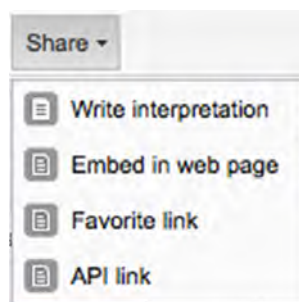 Share
Write interpretation
Embed in web page
Favorite link
API link